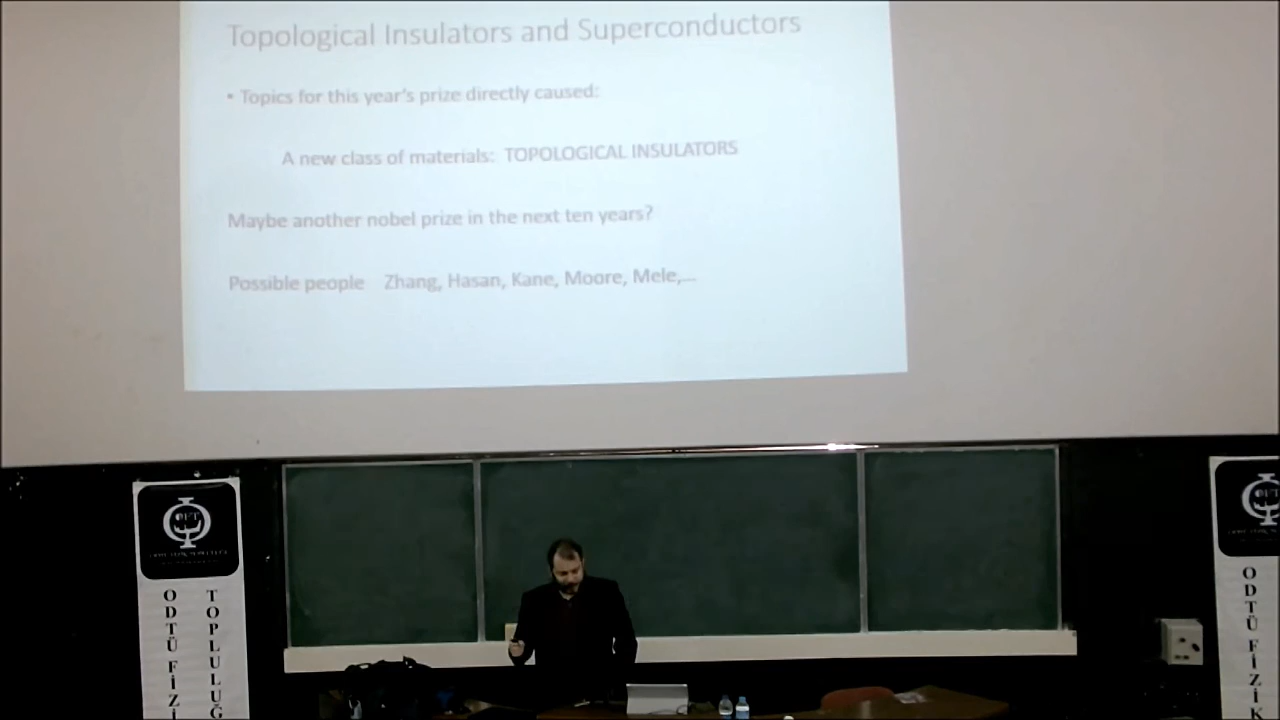 Topological Insulators and Superconductors
• Topics for this year's prize directly caused:
A new class of materials: TOPOLOGICAL INSULATORS
Maybe another nobel prize in the next ten years?
Possible people Zhang, Hasan, Kane, Moore, Mele,...
OFT
ODTÜ FİZİ
TOPLULUĞ
ODTÜ FİZİK